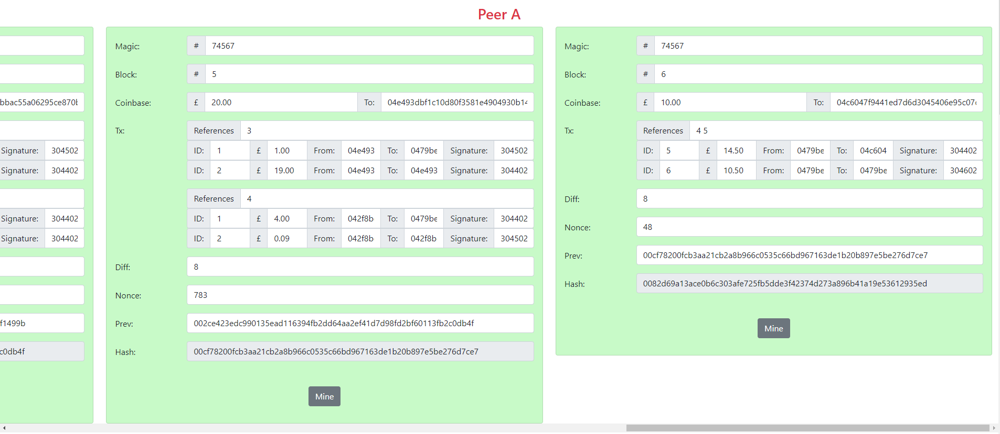 Peer A
bbac55a06295ce870b
Signature: 304502
Signature: 304402
Signature: 304402
Signature: 304402
f1499b
c0db4f
Magic: # 74567
Block: # 5
Coinbase: £ 20.00 To: 04e493dbf1c10d80f3581e4904930b14
Tx: References 3
ID: 1 £ 1.00 From: 04e493 To: 0479be Signature: 304502
ID: 2 £ 19.00 From: 04e493 To: 04e493 Signature: 304402
References 4
ID: 1 £ 4.00 From: 042f8b To: 0479be Signature: 304402
ID: 2 £ 0.09 From: 042f8b To: 042f8b Signature: 304502
Diff: 8
Nonce: 783
Prev: 002ce423edc990135ead116394fb2dd64aa2ef41d7d98fd2bf60113fb2c0db4f
Hash: 00cf78200fcb3aa21cb2a8b966c0535c66bd967163de1b20b897e5be276d7ce7
Mine
Magic: # 74567
Block: # 6
Coinbase: £ 10.00 To: 04c6047f9441ed7d6d3045406e95c07c
Tx: References 4 5
ID: 5 £ 14.50 From: 0479be To: 04c604 Signature: 304402
ID: 6 £ 10.50 From: 0479be To: 0479be Signature: 304602
Diff: 8
Nonce: 48
Prev: 00cf78200fcb3aa21cb2a8b966c0535c66bd967163de1b20b897e5be276d7ce7
Hash: 0082d69a13ace0b6c303afe725fb5dde3f42374d273a896b41a19e53612935ed
Mine